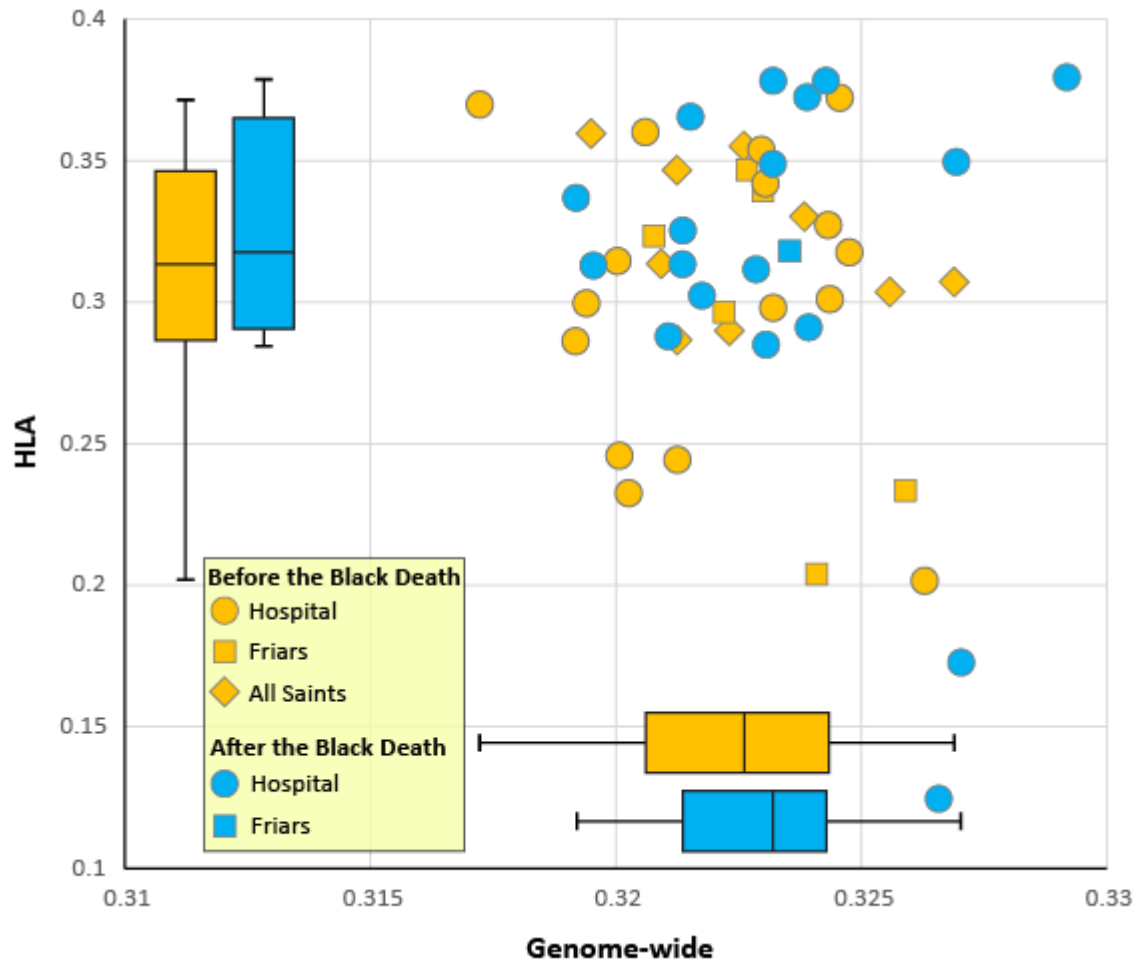 0.4
0.35
0.3
0.25
0.2
0.15
0.1
HLA
Before the Black Death
Hospital
Friars
All Saints
After the Black Death
Hospital
Friars
0.31
0.315
0.32
0.325
0.33
Genome-wide